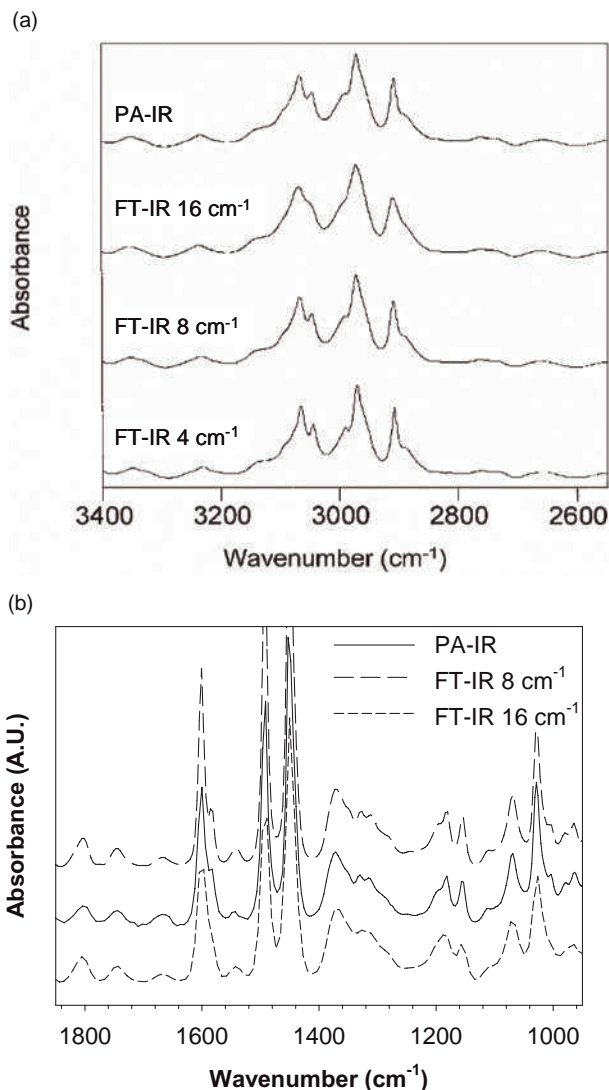 (a)
PA-IR
FT-IR 16 cm⁻¹
FT-IR 8 cm⁻¹
FT-IR 4 cm⁻¹
Absorbance
3400 3200 3000 2800 2600
Wavenumber (cm⁻¹)
(b)
PA-IR
FT-IR 8 cm⁻¹
FT-IR 16 cm⁻¹
Absorbance (A.U.)
1800 1600 1400 1200 1000
Wavenumber (cm⁻¹)